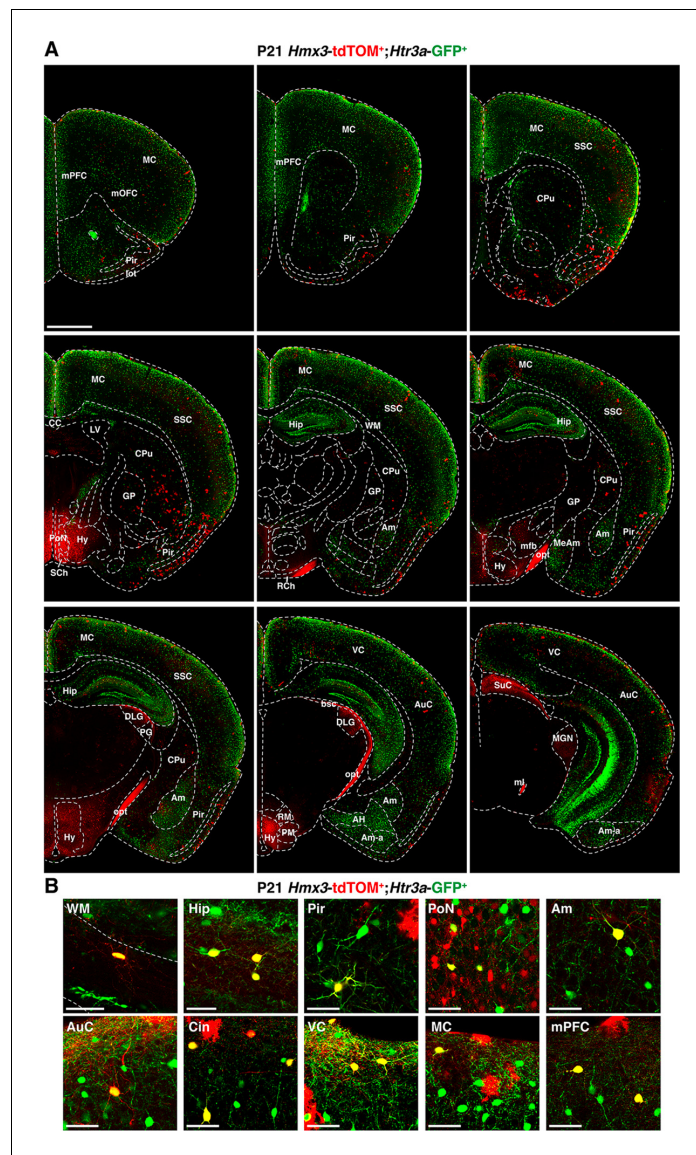 A
P21 Hmx3-tdTOM⁺;Htr3a-GFP⁺
MC
mPFC
mOFC
Pir
lot
MC
mPFC
Pir
MC
SSC
CPu
MC
SSC
CC
LV
CPu
GP
PoN
Hy
Pir
SCh
MC
SSC
Hip
WM
CPu
GP
Am
RCh
MC
SSC
Hip
CPu
GP
Am
Pir
MeAm
mfb
opt
Hy
MC
SSC
Hip
DLG
PG
CPu
Am
opt
Pir
Hy
VC
AuC
bsc
DLG
opt
Am
AH
RM
Hy
PM
Am-a
VC
AuC
SuC
MGN
ml
Am-a
B
P21 Hmx3-tdTOM⁺;Htr3a-GFP⁺
WM
Hip
Pir
PoN
Am
AuC
Cin
VC
MC
mPFC